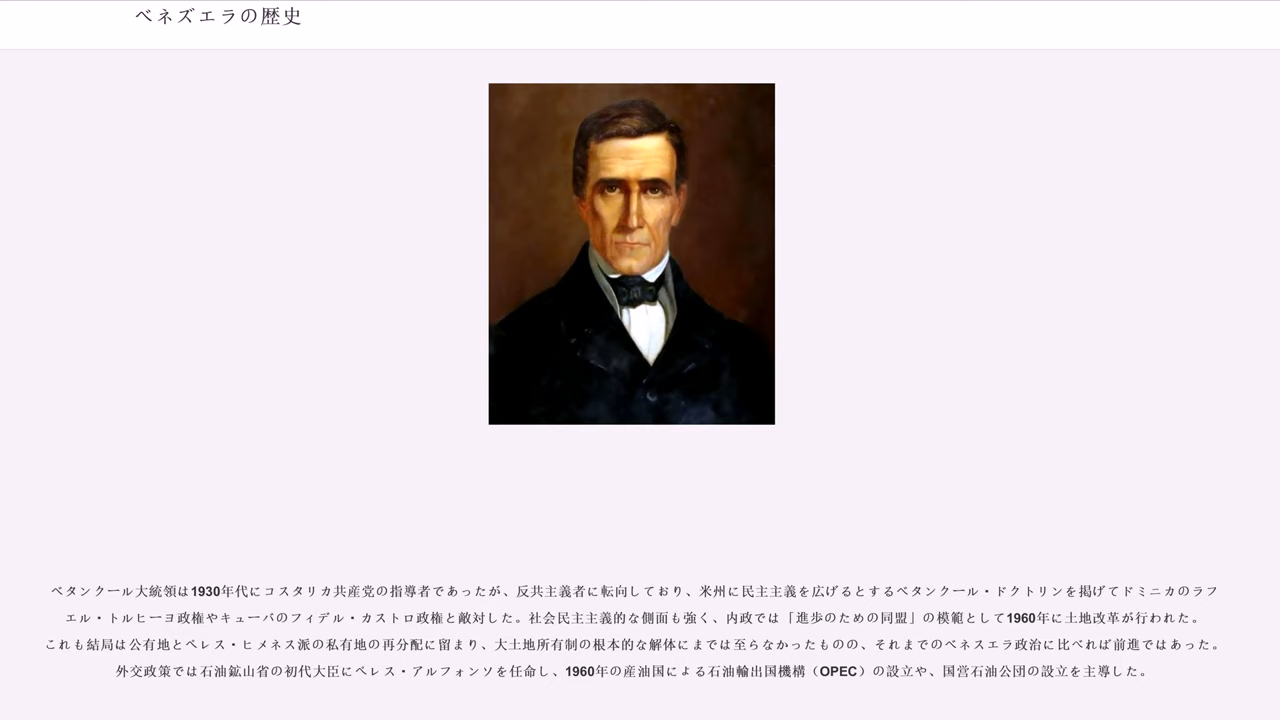 ベネズエラの歴史
ベタンクール大統領は1930年代にコスタリカ共産党の指導者であったが、反共主義者に転向しており、米州に民主主義を広げるとするベタンクール・ドクトリンを掲げてドミニカのラフ
エル・トルヒーヨ政権やキューバのフィデル・カストロ政権と敵対した。社会民主主義的な側面も強く、内政では「進歩のための同盟」の模範として1960年に土地改革が行われた。
これも結局は公有地とペレス・ヒメネス派の私有地の再分配に留まり、大土地所有制の根本的な解体にまでは至らなかったものの、それまでのベネスエラ政治に比べれば前進ではあった。
外交政策では石油鉱山省の初代大臣にペレス・アルフォンソを任命し、1960年の産油国による石油輸出国機構（OPEC）の設立や、国営石油公団の設立を主導した。